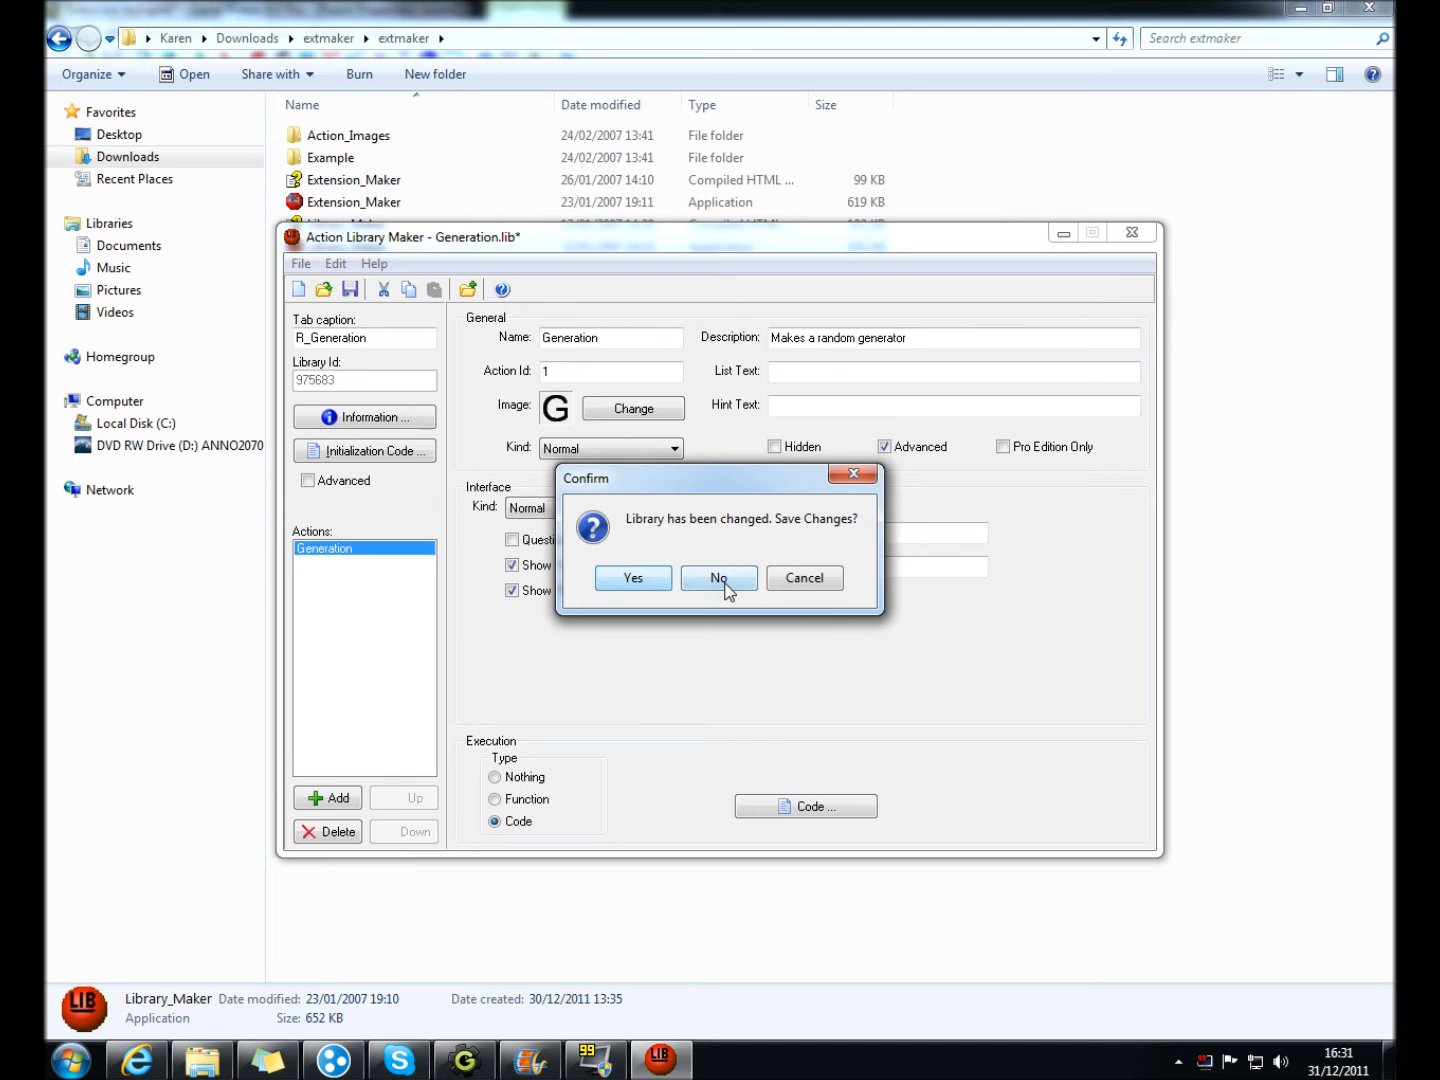 Karen Downloads extmaker extmaker
Search extmaker
Organize Open Share with Burn New folder
Favorites
Desktop
Downloads
Recent Places
Libraries
Documents
Music
Pictures
Videos
Homegroup
Computer
Local Disk (C:)
DVD RW Drive (D:) ANNO2070
Network
Name Date modified Type Size
Action_Images 24/02/2007 13:41 File folder
Example 24/02/2007 13:41 File folder
Extension_Maker 26/01/2007 14:10 Compiled HTML ... 99 KB
Extension_Maker 23/01/2007 19:11 Application 619 KB
Action Library Maker - Generation.lib*
File Edit Help
Tab caption:
R_Generation
Library Id:
975683
Information ...
Initialization Code ...
Advanced
Actions:
Generation
Add Up
Delete Down
General
Name: Generation Description: Makes a random generator
Action Id: 1 List Text:
Image: G Change Hint Text:
Kind: Normal Hidden Advanced Pro Edition Only
Interface
Kind: Normal
Questi
Show
Show
Confirm
Library has been changed. Save Changes?
Yes No Cancel
Execution
Type
Nothing
Function
Code
Code ...
LIB
Library_Maker Date modified: 23/01/2007 19:10 Date created: 30/12/2011 13:35
Application Size: 652 KB
99
LIB
16:31
31/12/2011